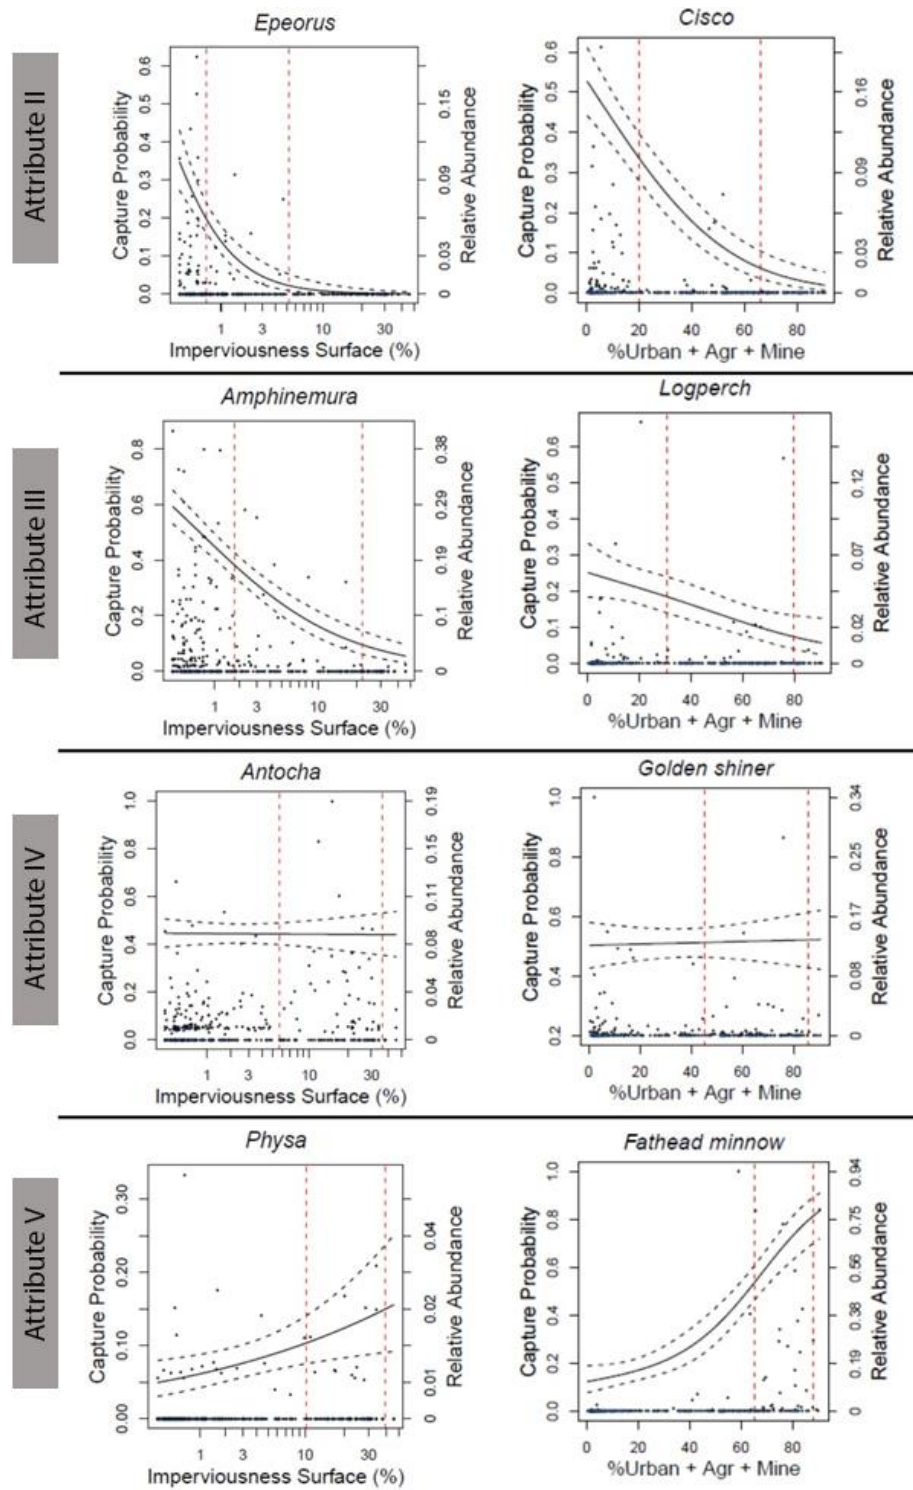 Attribute II
Epeorus
Capture Probability
0.0 0.1 0.2 0.3 0.4 0.5 0.6
0 0.03 0.09 0.15
Relative Abundance
1 3 10 30
Imperviousness Surface (%)
Cisco
Capture Probability
0.0 0.1 0.2 0.3 0.4 0.5 0.6
0 0.03 0.09 0.16
Relative Abundance
0 20 40 60 80
%Urban + Agr + Mine
Attribute III
Amphinemura
Capture Probability
0.0 0.2 0.4 0.6 0.8
0 0.1 0.19 0.29 0.38
Relative Abundance
1 3 10 30
Imperviousness Surface (%)
Logperch
Capture Probability
0.0 0.1 0.2 0.3 0.4 0.5 0.6
0 0.02 0.07 0.12
Relative Abundance
0 20 40 60 80
%Urban + Agr + Mine
Attribute IV
Antocha
Capture Probability
0.0 0.2 0.4 0.6 0.8 1.0
0 0.04 0.08 0.11 0.15 0.19
Relative Abundance
1 3 10 30
Imperviousness Surface (%)
Golden shiner
Capture Probability
0.2 0.4 0.6 0.8 1.0
0 0.08 0.17 0.25 0.34
Relative Abundance
0 20 40 60 80
%Urban + Agr + Mine
Attribute V
Physa
Capture Probability
0.00 0.10 0.20 0.30
0 0.01 0.02 0.04
Relative Abundance
1 3 10 30
Imperviousness Surface (%)
Fathead minnow
Capture Probability
0.0 0.2 0.4 0.6 0.8 1.0
0 0.19 0.38 0.56 0.75 0.94
Relative Abundance
0 20 40 60 80
%Urban + Agr + Mine